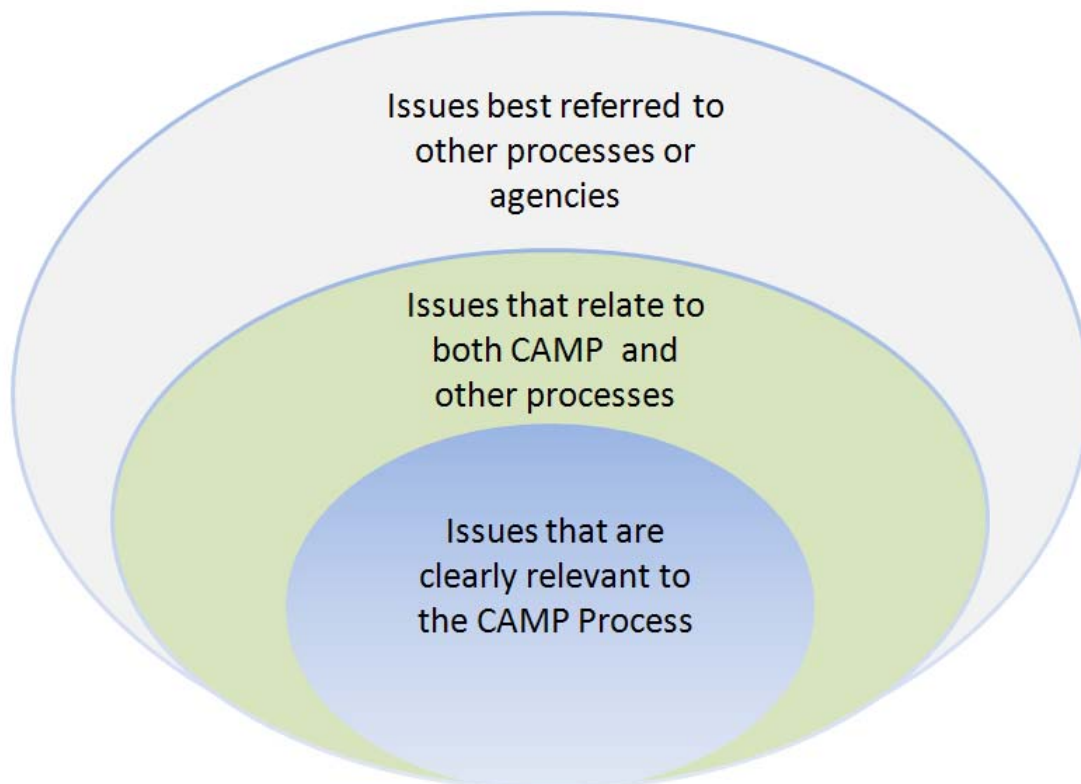 Issues best referred to
other processes or
agencies
Issues that relate to
both CAMP and
other processes
Issues that are
clearly relevant to
the CAMP Process